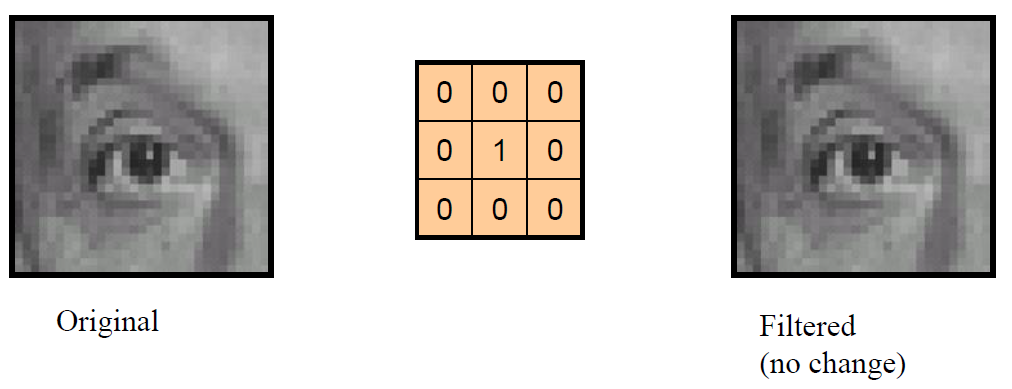 0 0 0
0 1 0
0 0 0
Original
Filtered
(no change)